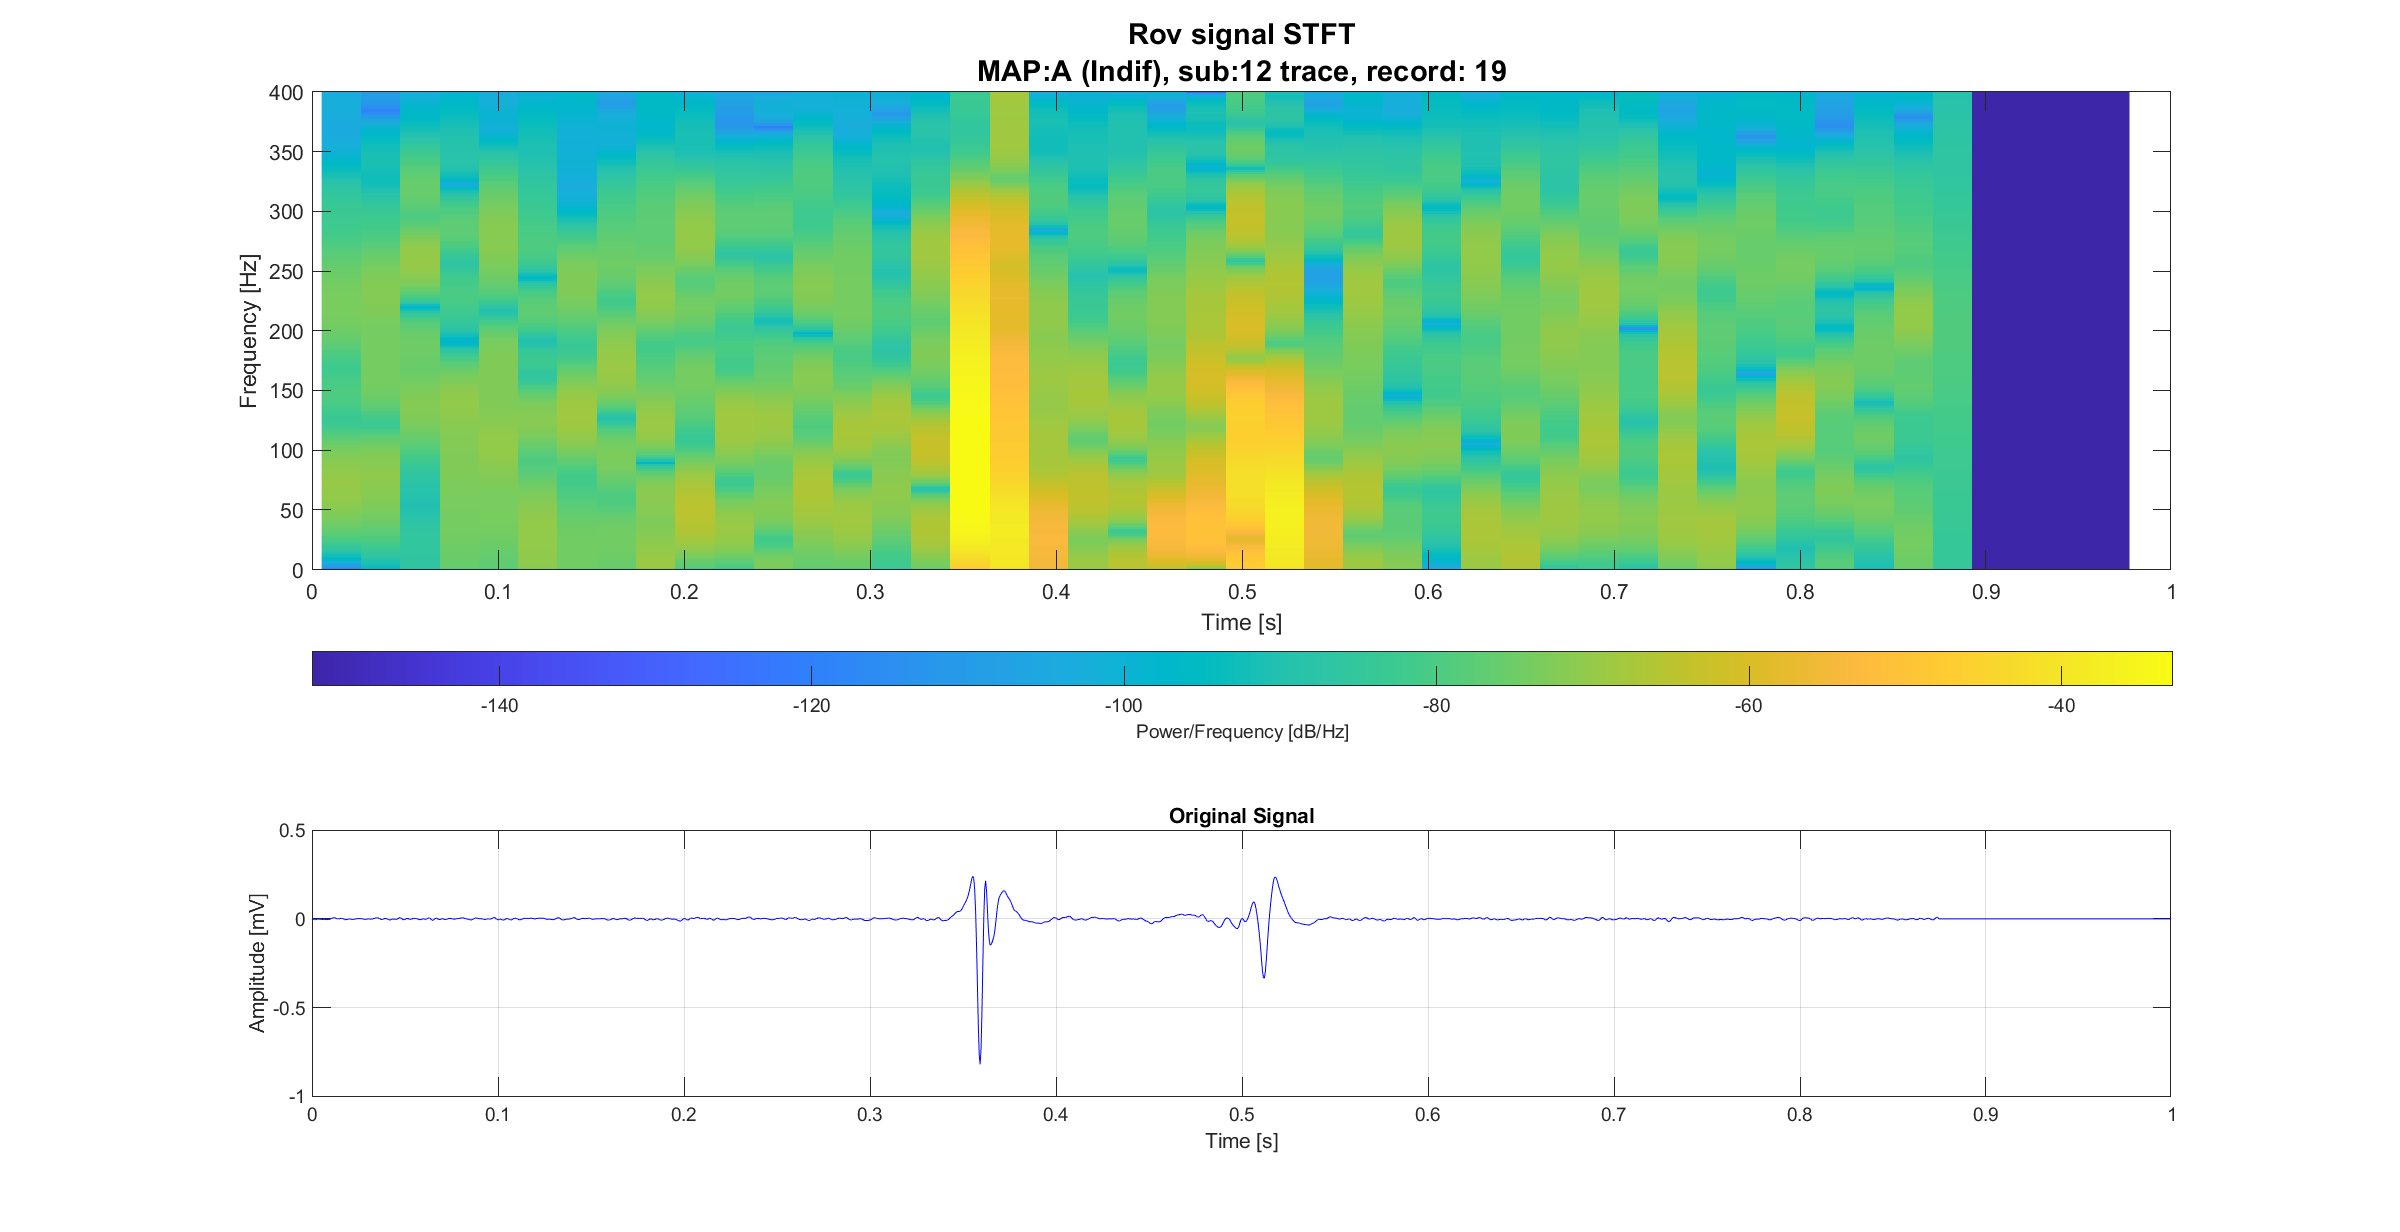 Rov signal STFT
MAP:A (Indif), sub:12 trace, record: 19
400
350
300
250
200
150
100
50
0
Frequency [Hz]
0 0.1 0.2 0.3 0.4 0.5 0.6 0.7 0.8 0.9 1
Time [s]
-140 -120 -100 -80 -60 -40
Power/Frequency [dB/Hz]
Original Signal
0.5
0
-0.5
-1
Amplitude [mV]
0 0.1 0.2 0.3 0.4 0.5 0.6 0.7 0.8 0.9 1
Time [s]